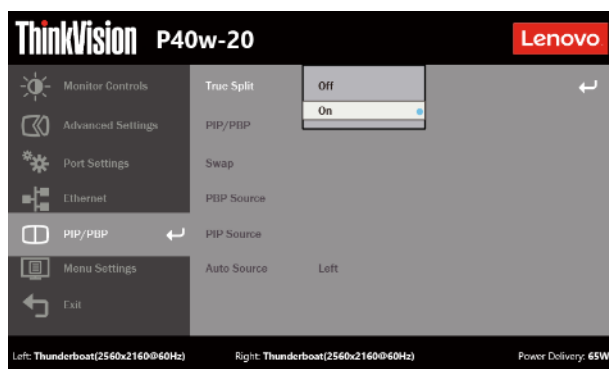 ThinkVision P40w-20 Lenovo
Monitor Controls True Split Off
On
Advanced Settings PIP/PBP
Port Settings Swap
Ethernet PBP Source
PIP/PBP PIP Source
Menu Settings Auto Source Left
Exit
Left: Thunderboat(2560x2160@60Hz) Right: Thunderboat(2560x2160@60Hz) Power Delivery: 65W